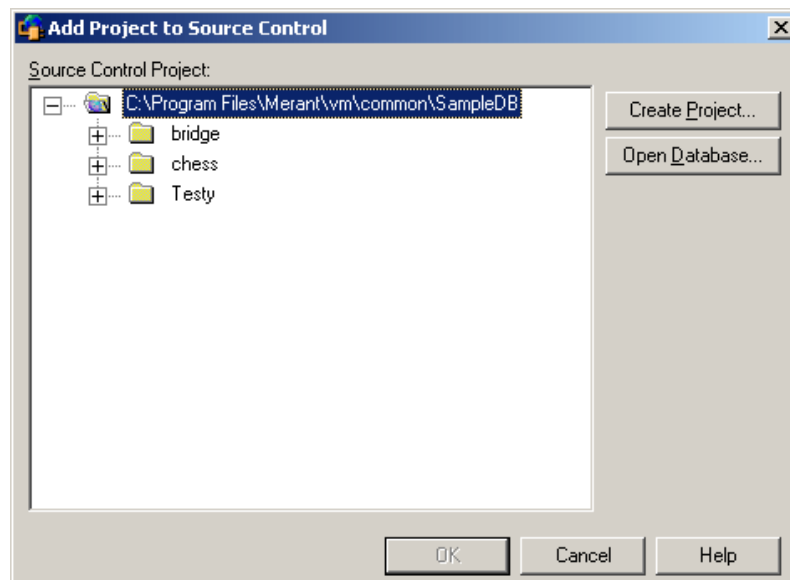 Add Project to Source Control
Source Control Project:
C:\Program Files\Merant\vm\common\SampleDB
bridge
chess
Testy
Create Project...
Open Database...
OK
Cancel
Help